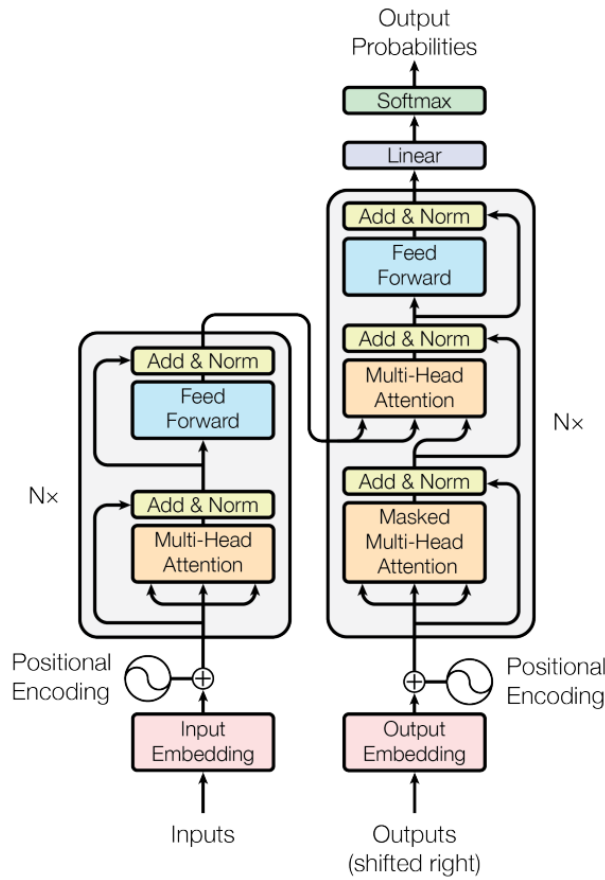 Output
Probabilities
Softmax
Linear
Add & Norm
Feed
Forward
Add & Norm
Multi-Head
Attention
Add & Norm
Masked
Multi-Head
Attention
N×
Add & Norm
Feed
Forward
Add & Norm
Multi-Head
Attention
N×
Positional
Encoding
Positional
Encoding
Input
Embedding
Output
Embedding
Inputs
Outputs
(shifted right)